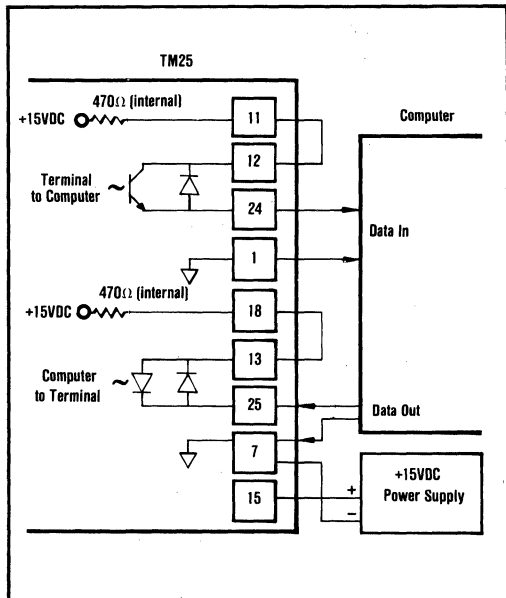 TM25
470Ω (internal)
+15VDC
11
Computer
12
Terminal
to Computer
24
Data In
1
470Ω (internal)
+15VDC
18
13
Computer
to Terminal
25
Data Out
7
+15VDC
Power Supply
+
−
15